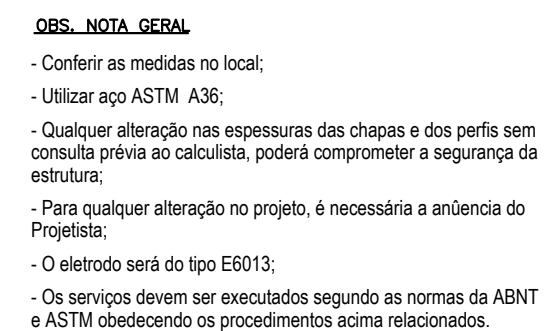 OBS. NOTA GERAL
- Conferir as medidas no local;
- Utilizar aço ASTM A36;
- Qualquer alteração nas espessuras das chapas e dos perfis sem
consulta prévia ao calculista, poderá comprometer a segurança da
estrutura;
- Para qualquer alteração no projeto, é necessária a anûencia do
Projetista;
- O eletrodo será do tipo E6013;
- Os serviços devem ser executados segundo as normas da ABNT
e ASTM obedecendo os procedimentos acima relacionados.